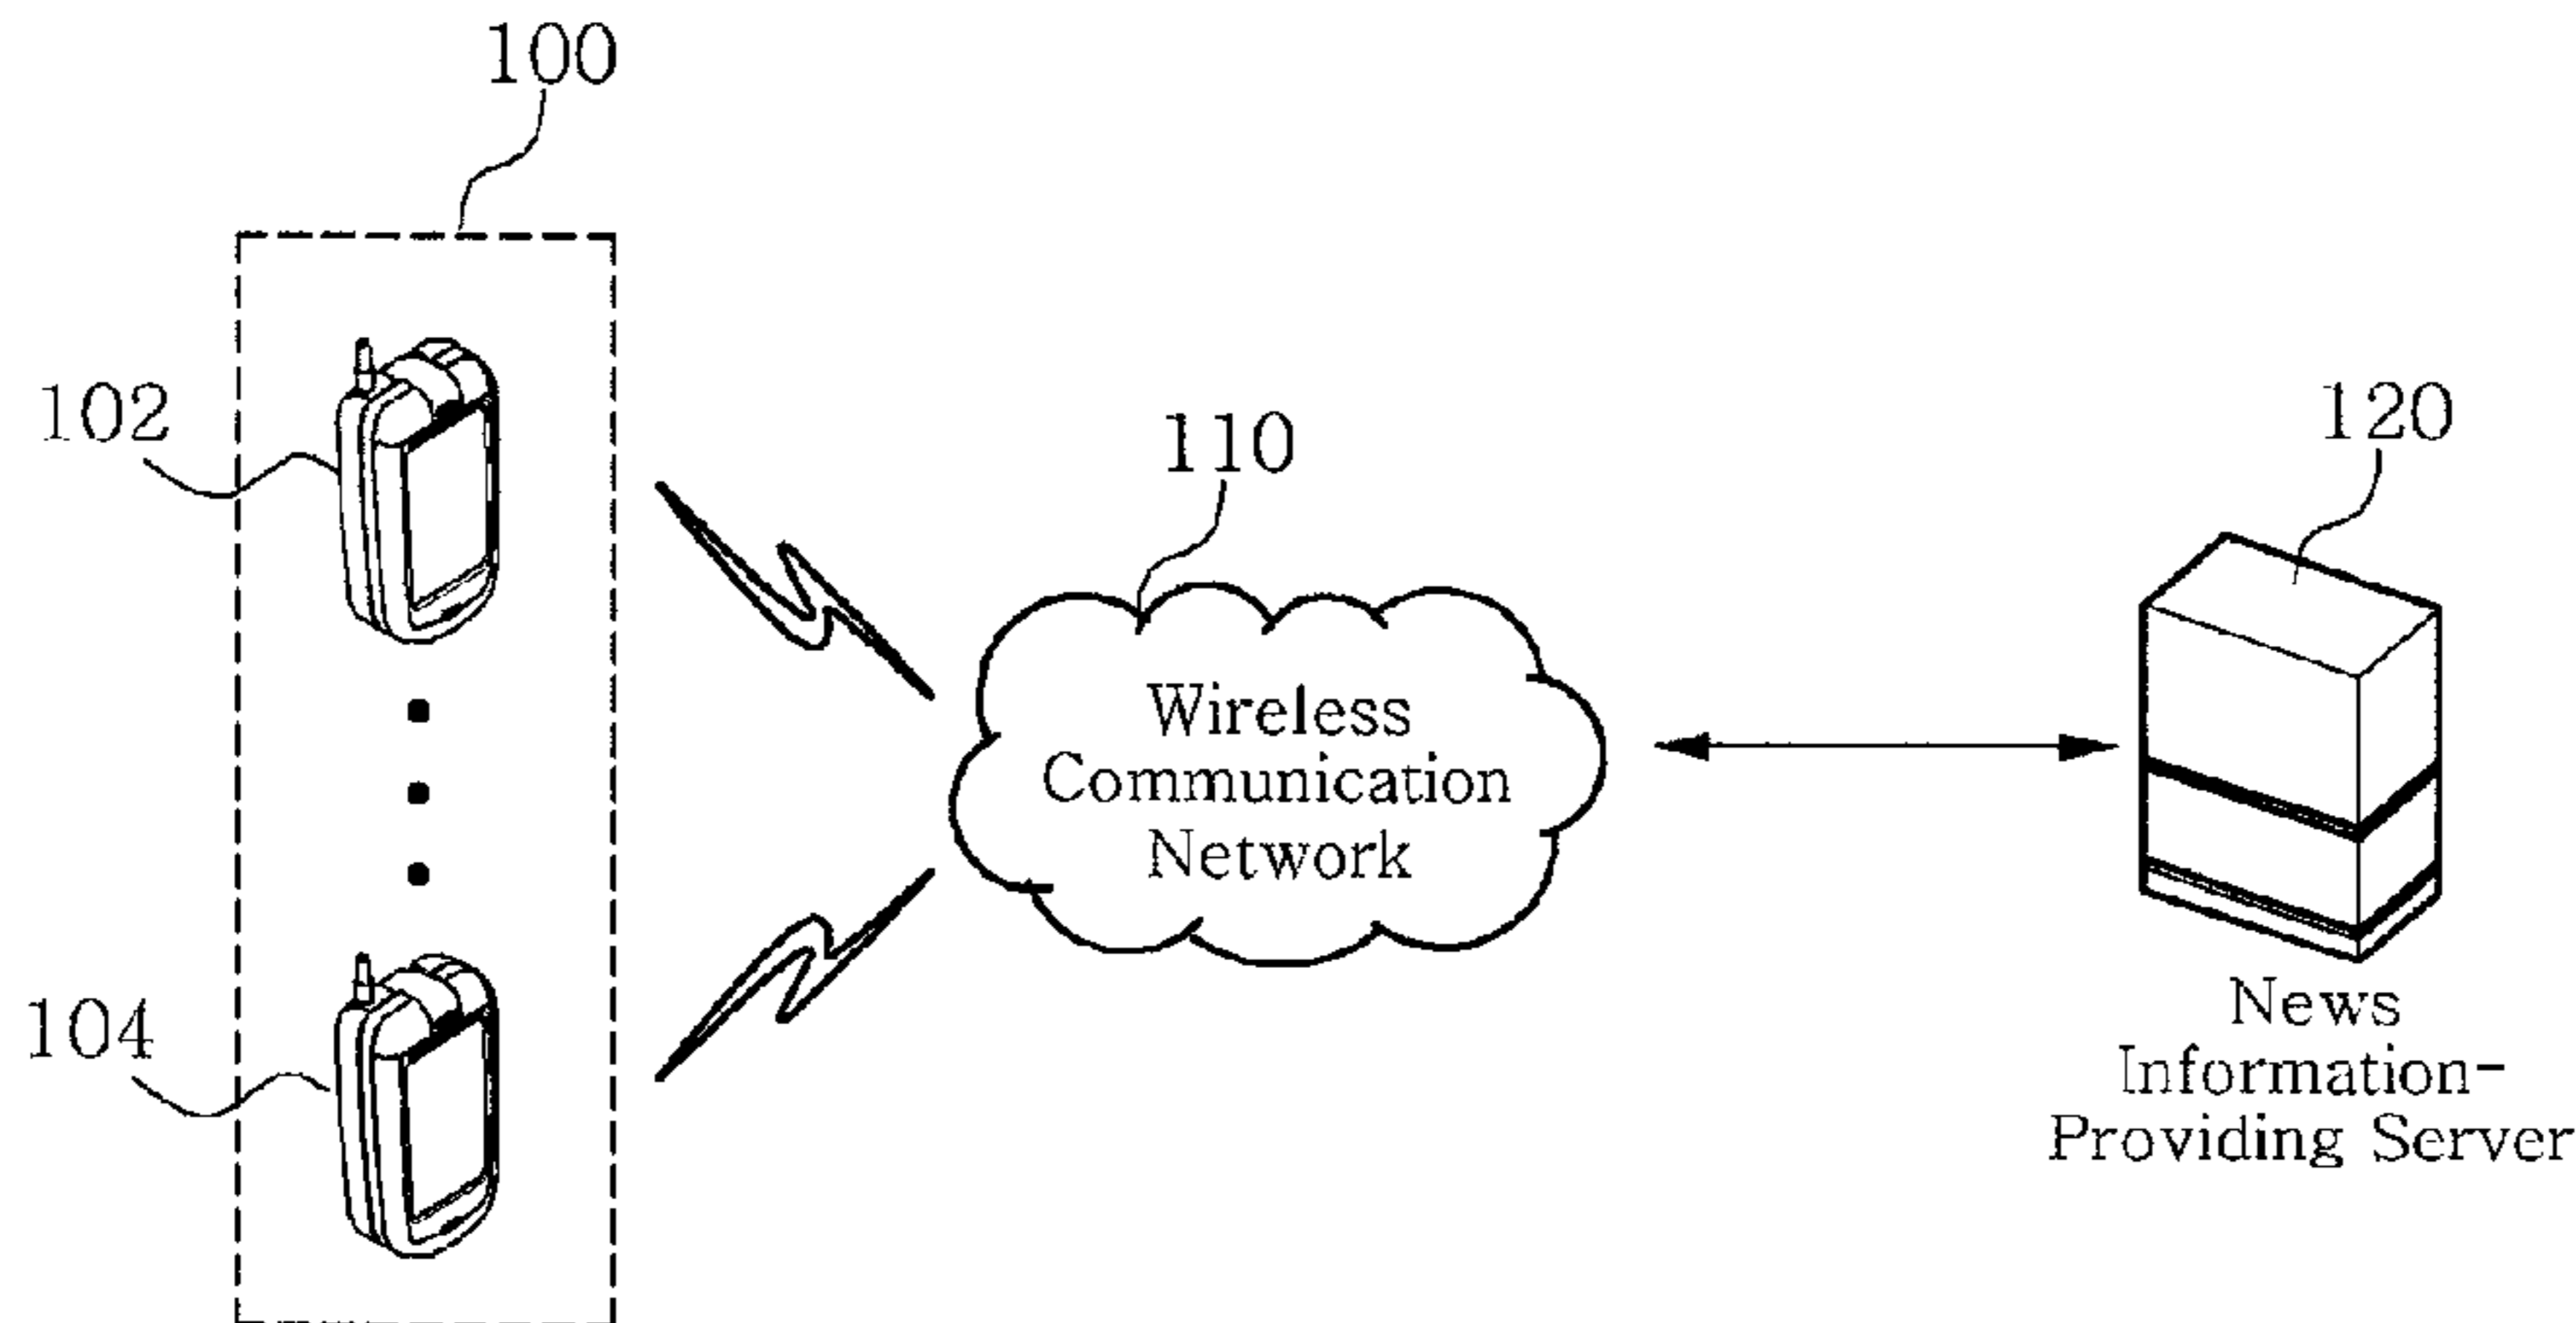 100
102
110
120
Wireless
Communication
Network
104
News
Information-
Providing Server